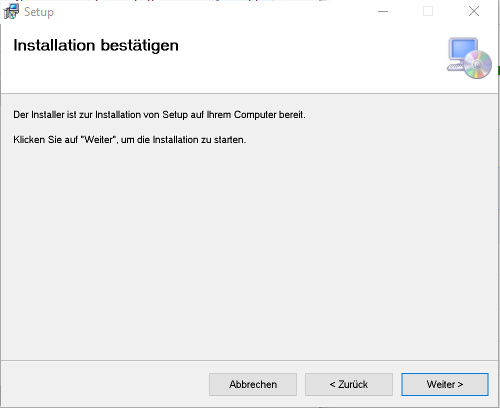 Setup
Installation bestätigen
Der Installer ist zur Installation von Setup auf Ihrem Computer bereit.
Klicken Sie auf "Weiter", um die Installation zu starten.
Abbrechen
< Zurück
Weiter >